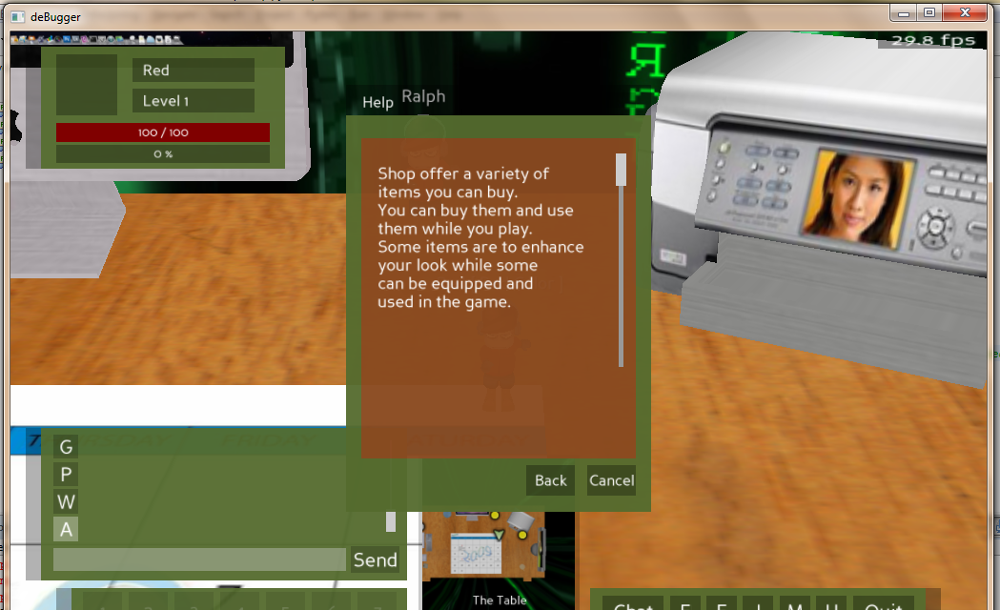 deBugger
29.8 fps
Red
Level 1
100 / 100
0 %
Help
Ralph
Shop offer a variety of
items you can buy.
You can buy them and use
them while you play.
Some items are to enhance
your look while some
can be equipped and
used in the game.
Back
Cancel
G
P
W
A
Send
2009
The Table
Chat
Quit